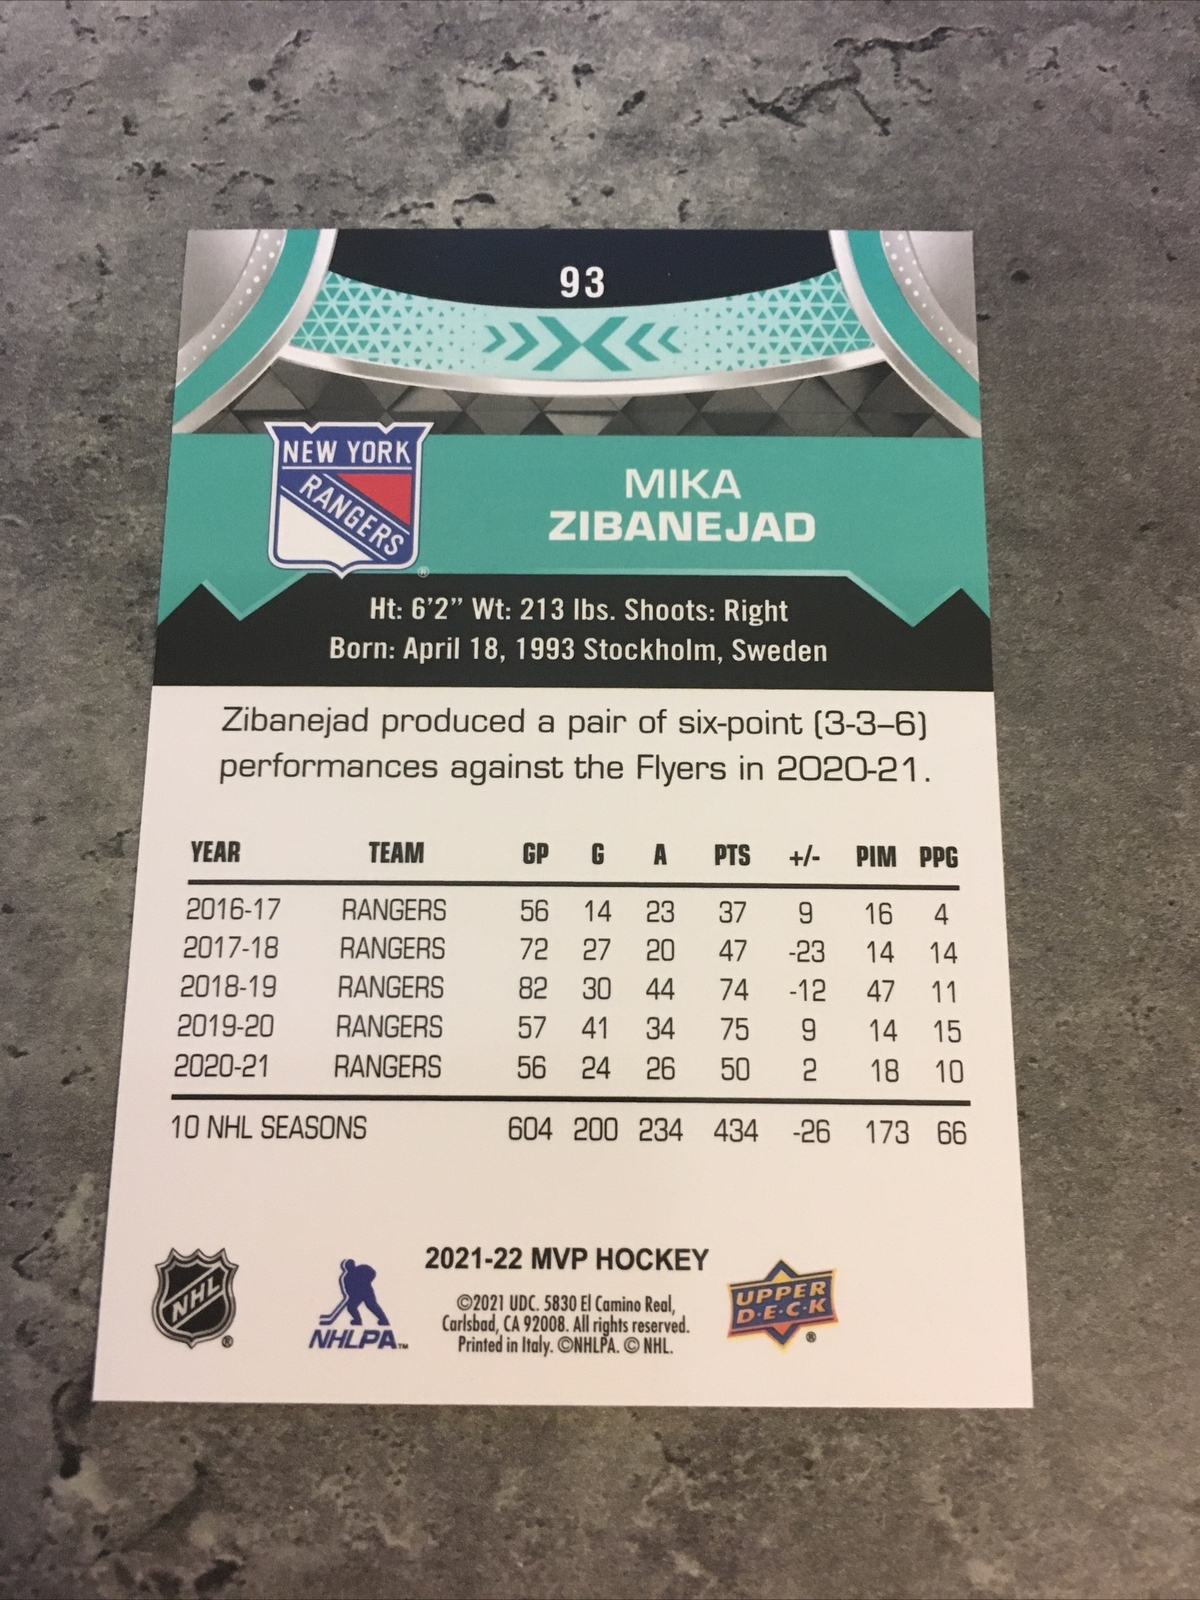 93
NEW YORK
RANGERS
®
MIKA
ZIBANEJAD
Ht: 6'2” Wt: 213 lbs. Shoots: Right
Born: April 18, 1993 Stockholm, Sweden
Zibanejad produced a pair of six-point (3-3–6)
performances against the Flyers in 2020-21.
YEAR TEAM GP G A PTS +/- PIM PPG
2016-17 RANGERS 56 14 23 37 9 16 4
2017-18 RANGERS 72 27 20 47 -23 14 14
2018-19 RANGERS 82 30 44 74 -12 47 11
2019-20 RANGERS 57 41 34 75 9 14 15
2020-21 RANGERS 56 24 26 50 2 18 10
10 NHL SEASONS 604 200 234 434 -26 173 66
NHL ®
NHLPA™
2021-22 MVP HOCKEY
©2021 UDC. 5830 El Camino Real,
Carlsbad, CA 92008. All rights reserved.
Printed in Italy. ©NHLPA. © NHL.
UPPER
D·E·C·K ®